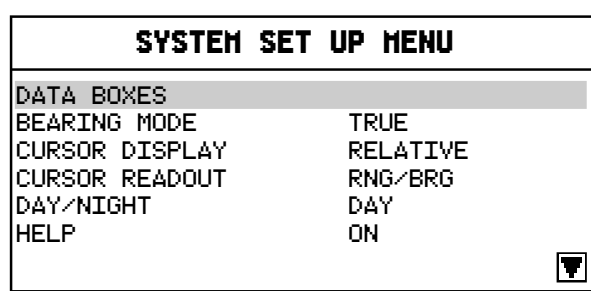 SYSTEM SET UP MENU
DATA BOXES
BEARING MODE TRUE
CURSOR DISPLAY RELATIVE
CURSOR READOUT RNG/BRG
DAY/NIGHT DAY
HELP ON